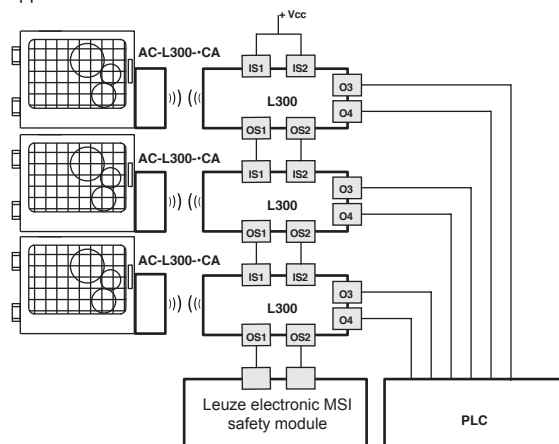 + Vcc
AC-L300-•CA
IS1 IS2
O3
L300
O4
OS1 OS2
AC-L300-•CA
IS1 IS2
O3
L300
O4
OS1 OS2
AC-L300-•CA
IS1 IS2
O3
L300
O4
OS1 OS2
Leuze electronic MSI
safety module
PLC